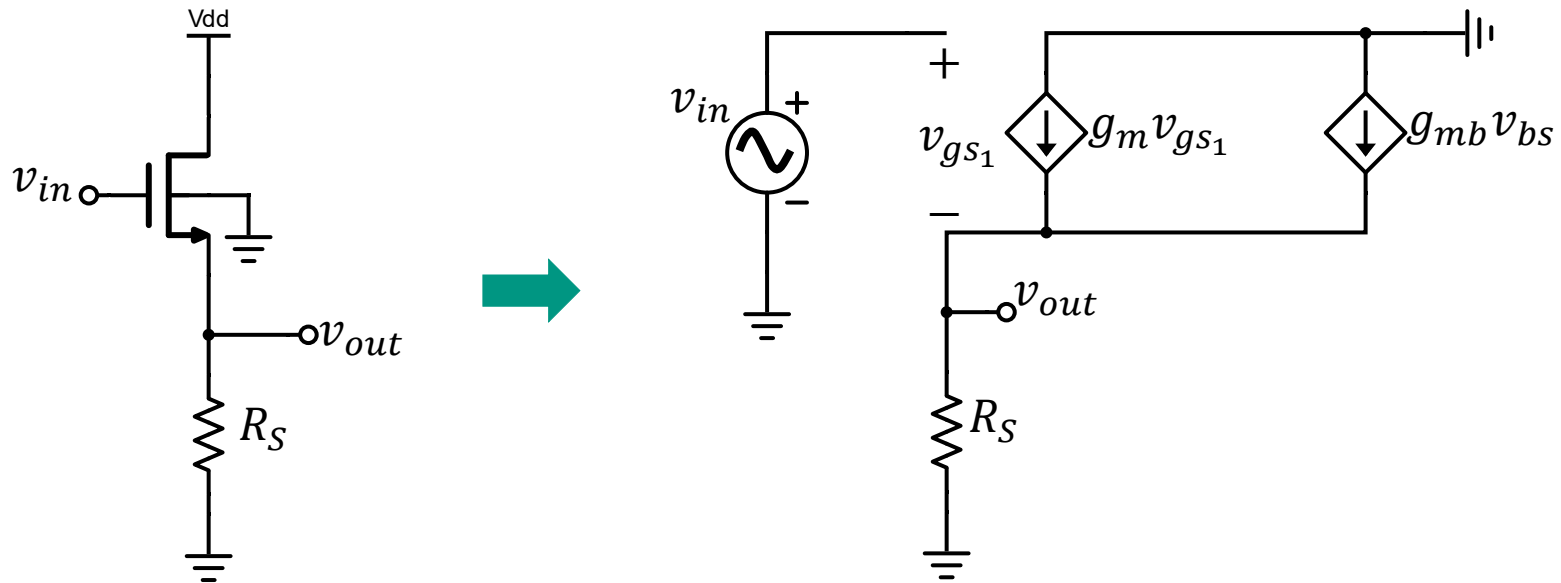 Vdd
v_in
v_out
R_S
v_in
+
−
+
v_gs₁
−
g_m v_gs₁
g_mb v_bs
v_out
R_S